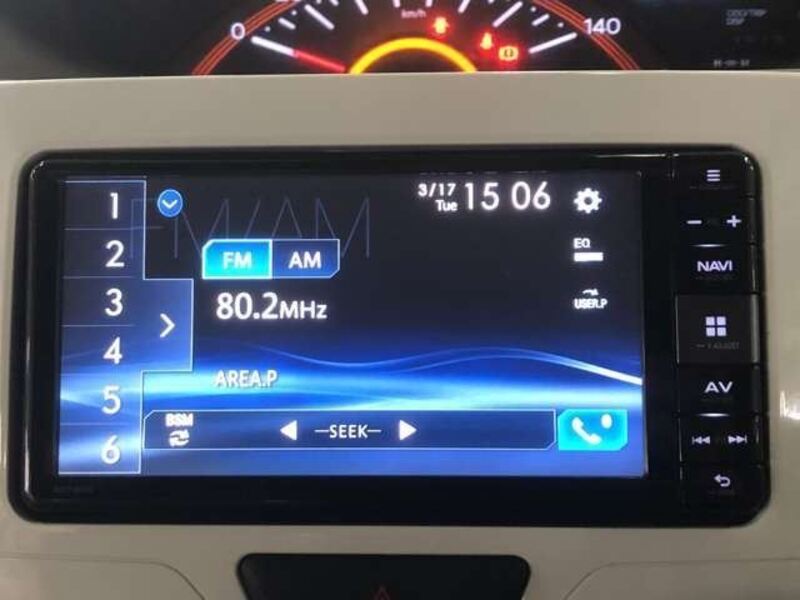 0
km/h
140
1
2
3
4
5
6
FM/AM
3/17
Tue
15 06
FM AM
80.2MHz
EQ
USER.P
AREA.P
BSM
SEEK
NAVI
AV